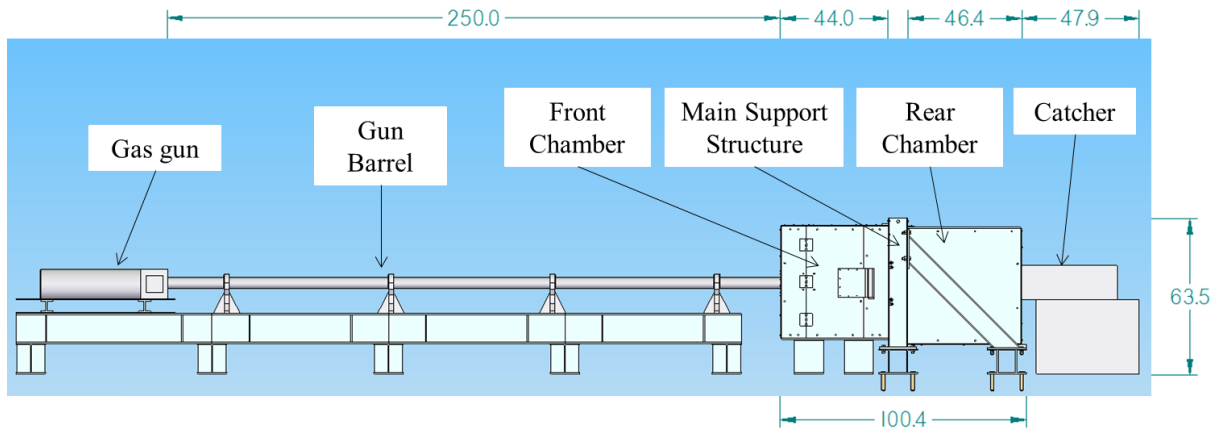 250.0
44.0
46.4
47.9
Gas gun
Gun
Barrel
Front
Chamber
Main Support
Structure
Rear
Chamber
Catcher
63.5
100.4